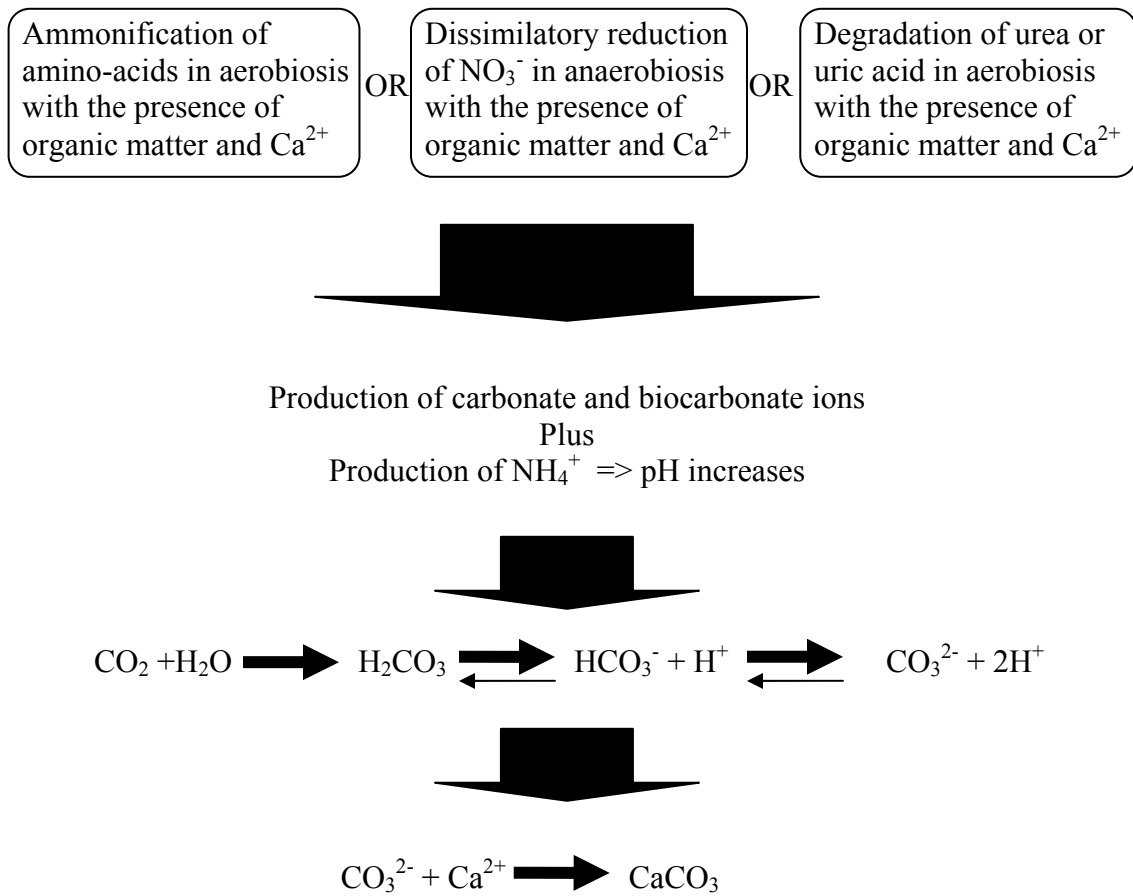 Ammonification of
amino-acids in aerobiosis
with the presence of
organic matter and Ca²⁺
OR
Dissimilatory reduction
of NO₃⁻ in anaerobiosis
with the presence of
organic matter and Ca²⁺
OR
Degradation of urea or
uric acid in aerobiosis
with the presence of
organic matter and Ca²⁺
Production of carbonate and biocarbonate ions
Plus
Production of NH₄⁺ => pH increases
CO₂ +H₂O H₂CO₃ HCO₃⁻ + H⁺ CO₃²⁻ + 2H⁺
CO₃²⁻ + Ca²⁺ CaCO₃